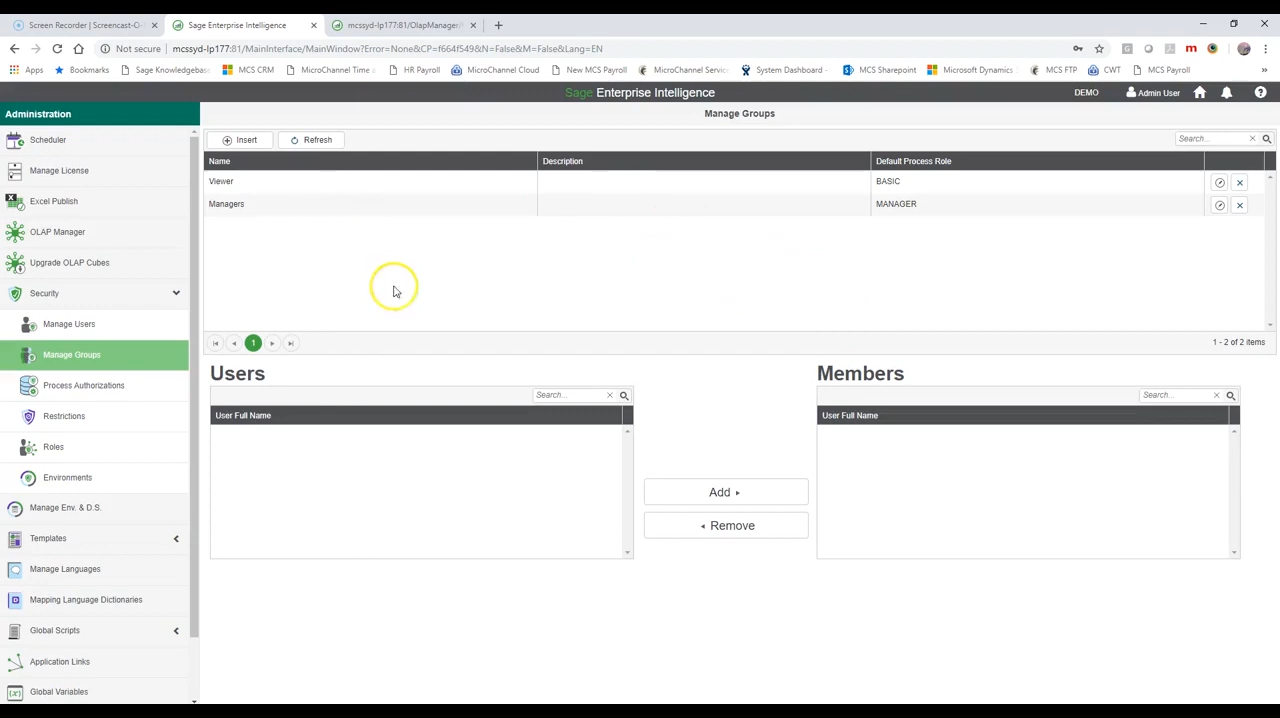 Screen Recorder | Screencast-O-
Sage Enterprise Intelligence
mcssyd-lp177:81/OlapManager/
Not secure | mcssyd-lp177:81/MainInterface/MainWindow?Error=None&CP=f664f549&N=False&M=False&Lang=EN
Apps Bookmarks Sage Knowledgebase MCS CRM MicroChannel Time a HR Payroll MicroChannel Cloud New MCS Payroll MicroChannel Servic System Dashboard - MCS Sharepoint Microsoft Dynamics MCS FTP CWT MCS Payroll »
Sage Enterprise Intelligence
DEMO Admin User
Administration
Manage Groups
Scheduler
Manage License
Excel Publish
OLAP Manager
Upgrade OLAP Cubes
Security
Manage Users
Manage Groups
Process Authorizations
Restrictions
Roles
Environments
Manage Env. & D.S.
Templates
Manage Languages
Mapping Language Dictionaries
Global Scripts
Application Links
Global Variables
Insert Refresh
Search...
Name Description Default Process Role
Viewer BASIC
Managers MANAGER
1
1 - 2 of 2 items
Users
Search...
User Full Name
Add
Remove
Members
Search...
User Full Name